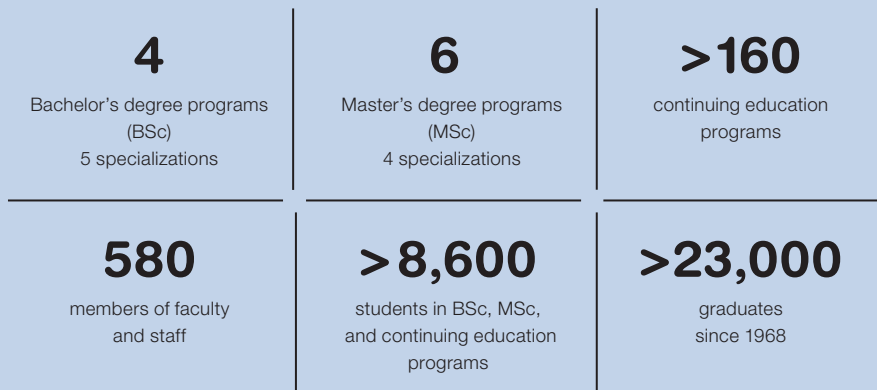 4
Bachelor's degree programs
(BSc)
5 specializations
6
Master's degree programs
(MSc)
4 specializations
>160
continuing education
programs
580
members of faculty
and staff
>8,600
students in BSc, MSc,
and continuing education
programs
>23,000
graduates
since 1968